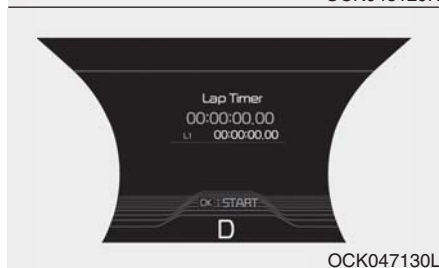 Lap Timer
00:00:00.00
L1 00:00:00.00
OK : START
D
OCK047130L